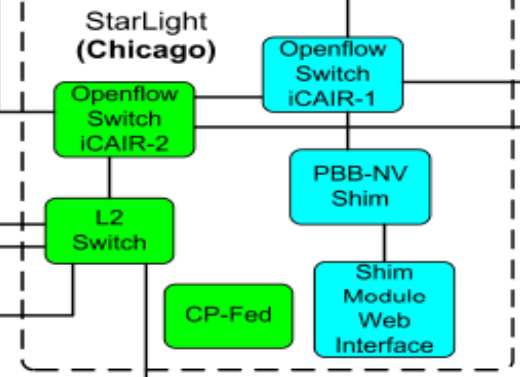 StarLight
(Chicago)
Openflow
Switch
iCAIR-1
Openflow
Switch
iCAIR-2
PBB-NV
Shim
L2
Switch
Shim
Module
Web
Interface
CP-Fed